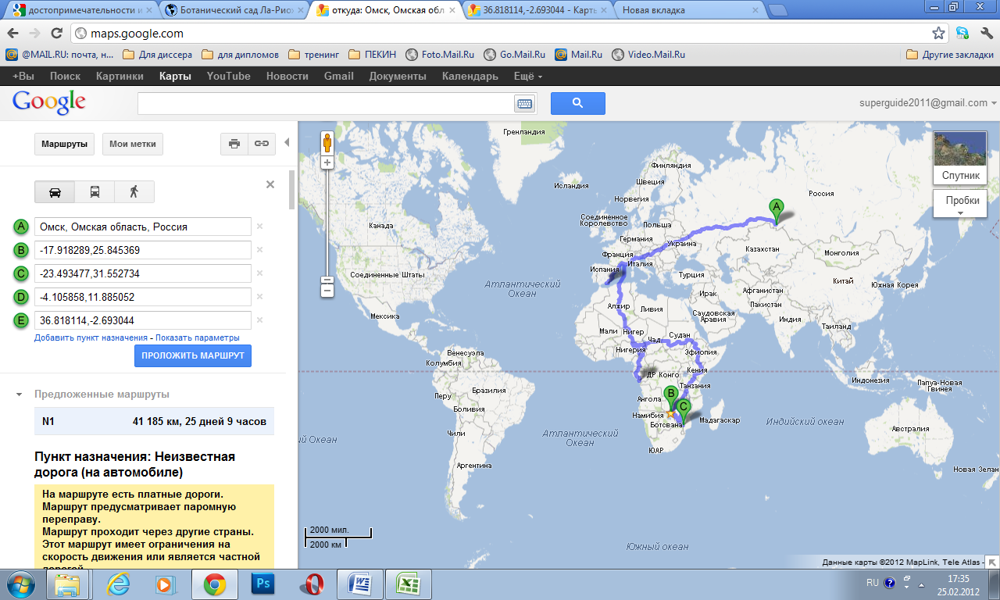 достопримечательности и
Ботанический сад Ла-Риох
откуда: Омск, Омская обл
36.818114,-2.693044 - Карть
Новая вкладка
maps.google.com
@MAIL.RU: почта, н...
Для диссера
для дипломов
тренинг
ПЕКИН
Foto.Mail.Ru
Go.Mail.Ru
Mail.Ru
Video.Mail.Ru
Другие закладки
+Вы Поиск Картинки Карты YouTube Новости Gmail Документы Календарь Ещё
Google
superguide2011@gmail.com
Маршруты
Мои метки
A Омск, Омская область, Россия
B -17.918289,25.845369
C -23.493477,31.552734
D -4.105858,11.885052
E 36.818114,-2.693044
Добавить пункт назначения - Показать параметры
ПРОЛОЖИТЬ МАРШРУТ
Предложенные маршруты
N1 41 185 км, 25 дней 9 часов
Пункт назначения: Неизвестная
дорога (на автомобиле)
На маршруте есть платные дороги.
Маршрут предусматривает паромную
переправу.
Маршрут проходит через другие страны.
Этот маршрут имеет ограничения на
скорость движения или является частной
дорогой.
Спутник
Пробки
Гренландия
Финляндия
Швеция
Исландия
Россия
Норвегия
A
Соединенное
Королевство
Польша
Канада
Германия
Украина
Казахстан
Франция
Монголия
Испания
Италия
Соединенные Штаты
Турция
Китай
Южная Корея
Атлантический
Океан
Афганистан
Ирак
Пакистан
Алжир
Ливия
Саудовская
Аравия
Мексика
Индия
Таиланд
Мали
Нигер
Чад
Судан
Нигерия
Эфиопия
Венесуэла
Колумбия
Кения
ДР Конго
Индонезия
Папуа-Новая
Гвинея
Танзания
Бразилия
Перу
B
Ангола
C
Боливия
Намибия
Ботсвана
Мадагаскар
Индийский океан
Австралия
Чили
Атлантический
Океан
ий Океан
ЮАР
Аргентина
Новая Зелан
2000 мил.
2000 км
Южный океан
Данные карты ©2012 MapLink, Tele Atlas -
Ps
RU
17:35
25.02.2012